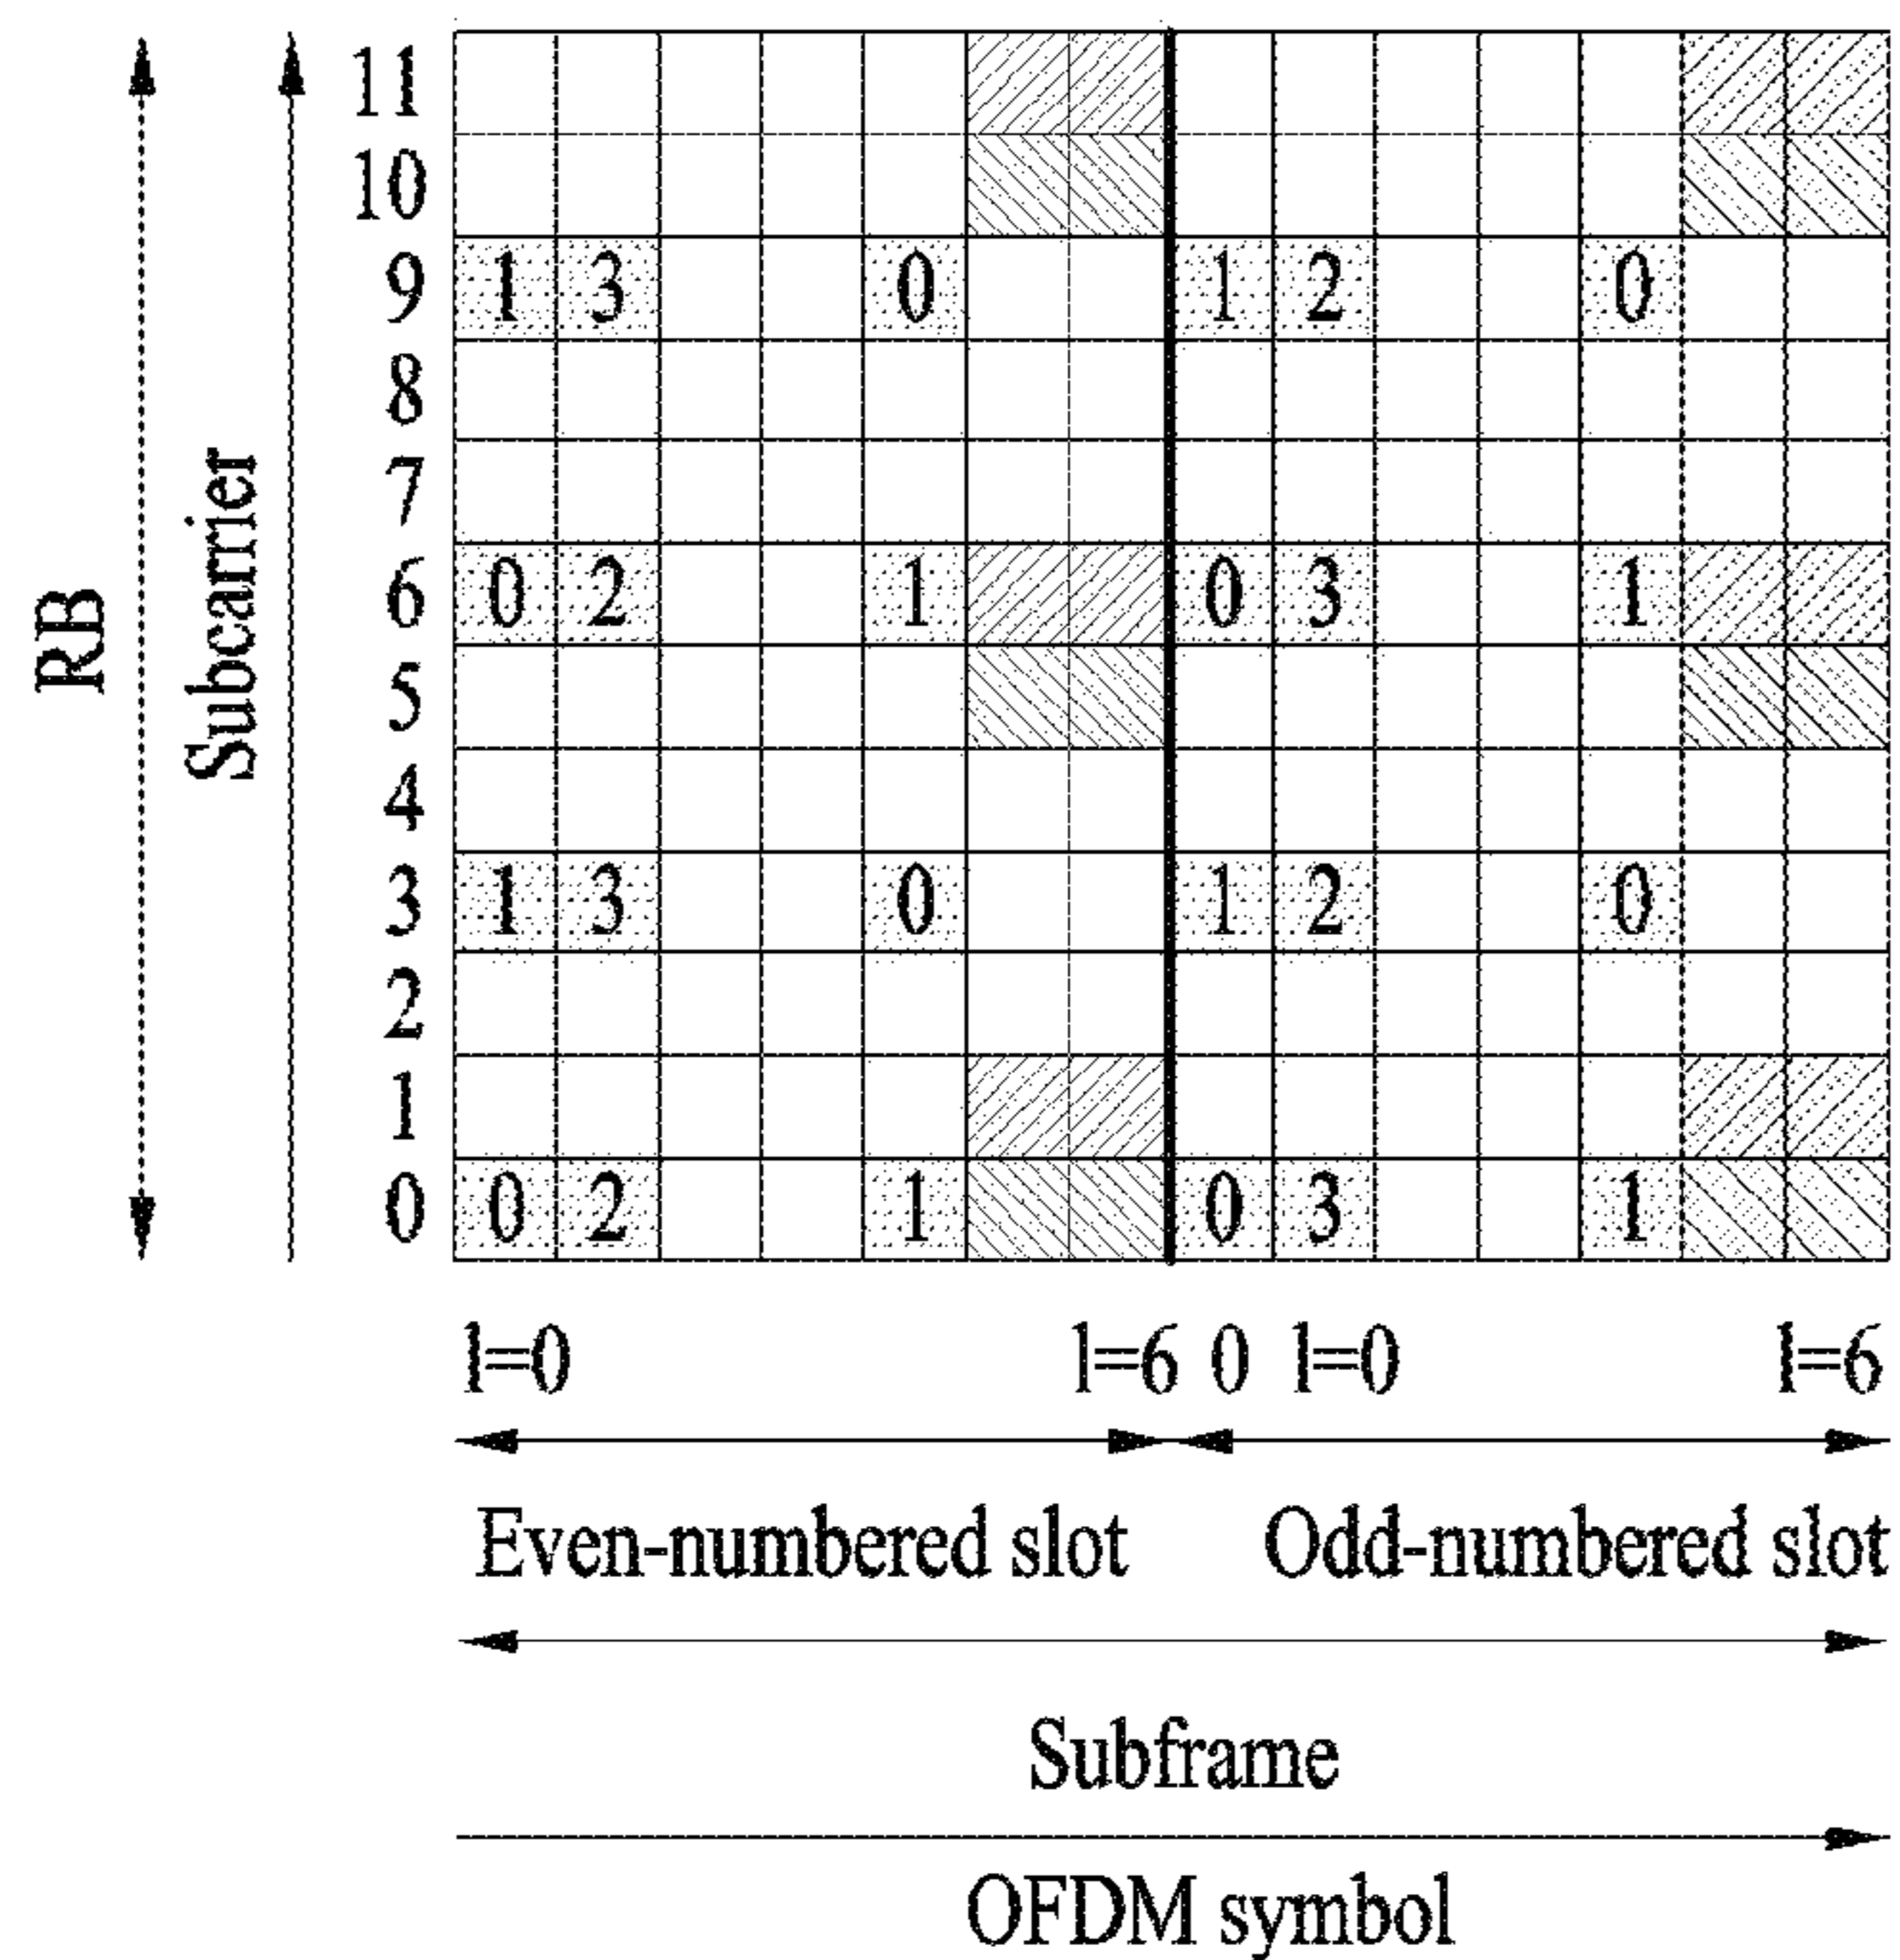 11
10
9 1 3 0 1 2 0
8
7
6 0 2 1 0 3 1
5
4
3 1 3 0 1 2 0
2
1
0 0 2 1 0 3 1
RB
Subcarrier
l=0 l=6 0 l=0 l=6
Even-numbered slot Odd-numbered slot
Subframe
OFDM symbol